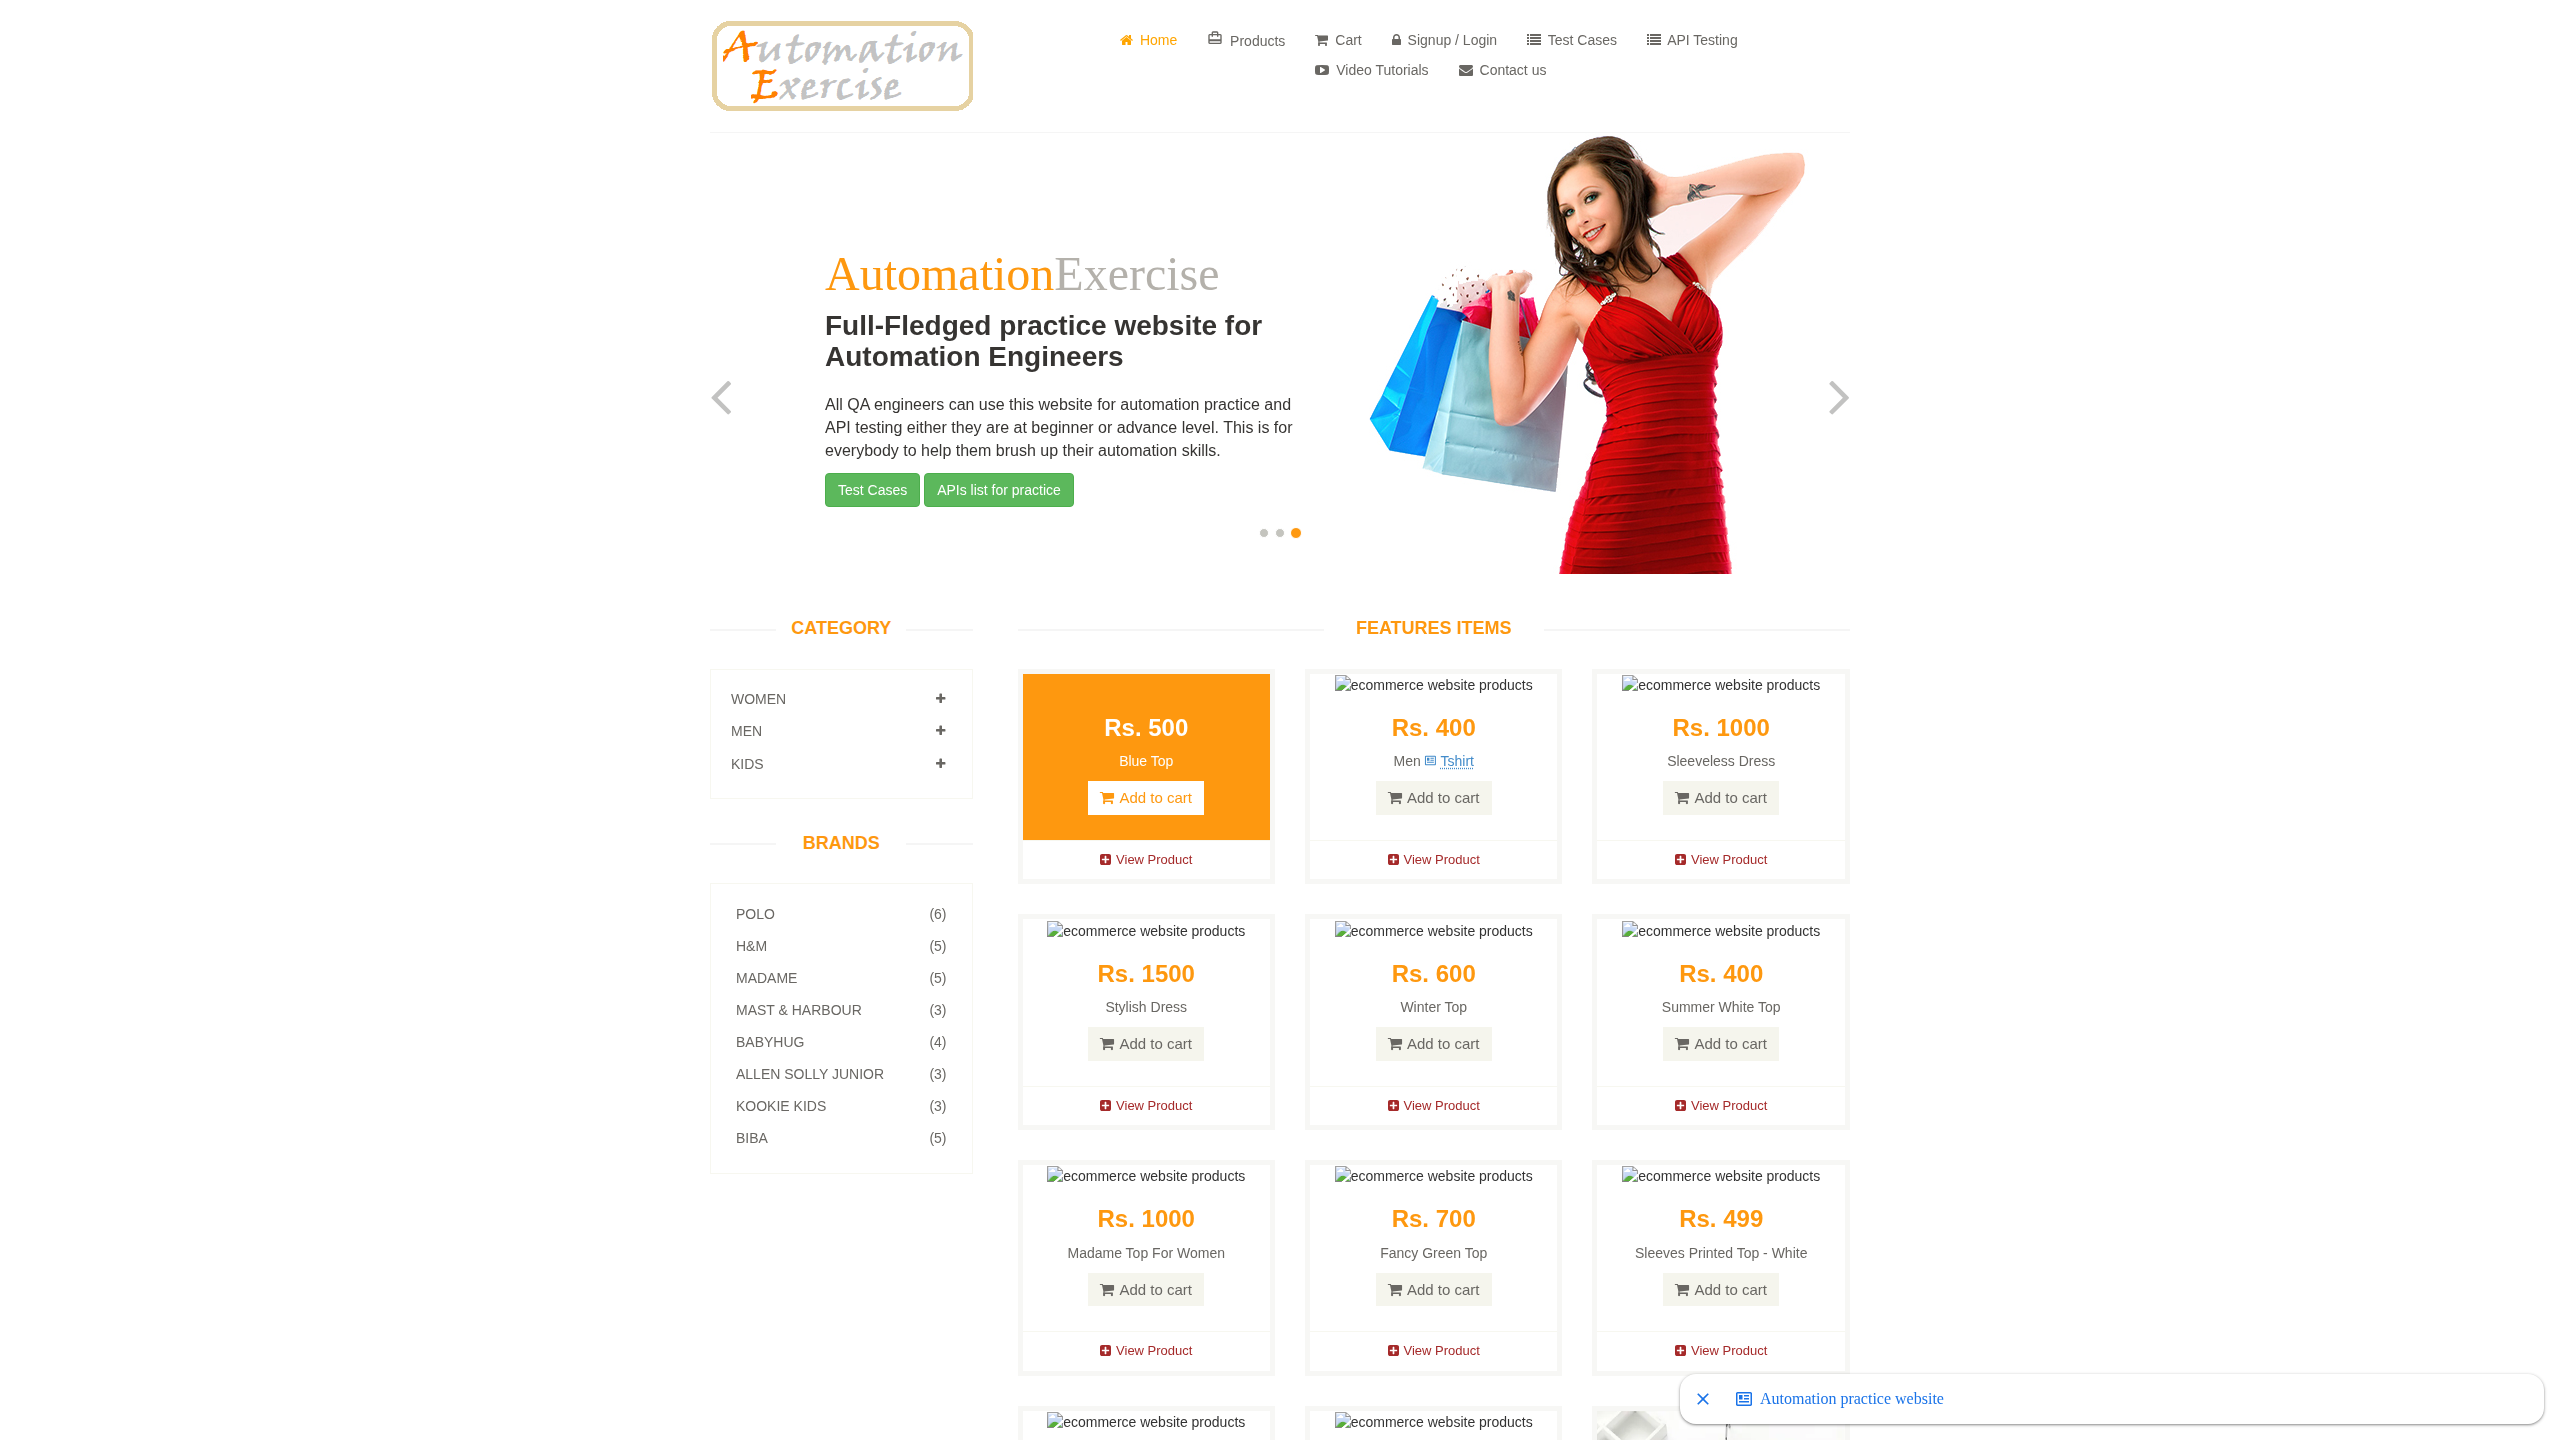 Automation
Exercise
Home Products Cart Signup / Login Test Cases API Testing
Video Tutorials Contact us
AutomationExercise
Full-Fledged practice website for
Automation Engineers
All QA engineers can use this website for automation practice and
API testing either they are at beginner or advance level. This is for
everybody to help them brush up their automation skills.
Test Cases APIs list for practice
CATEGORY
WOMEN
MEN
KIDS
BRANDS
POLO (6)
H&M (5)
MADAME (5)
MAST & HARBOUR (3)
BABYHUG (4)
ALLEN SOLLY JUNIOR (3)
KOOKIE KIDS (3)
BIBA (5)
FEATURES ITEMS
Rs. 500
Blue Top
Add to cart
View Product
ecommerce website products
Rs. 400
Men Tshirt
Add to cart
View Product
ecommerce website products
Rs. 1000
Sleeveless Dress
Add to cart
View Product
ecommerce website products
Rs. 1500
Stylish Dress
Add to cart
View Product
ecommerce website products
Rs. 600
Winter Top
Add to cart
View Product
ecommerce website products
Rs. 400
Summer White Top
Add to cart
View Product
ecommerce website products
Rs. 1000
Madame Top For Women
Add to cart
View Product
ecommerce website products
Rs. 700
Fancy Green Top
Add to cart
View Product
ecommerce website products
Rs. 499
Sleeves Printed Top - White
Add to cart
View Product
ecommerce website products
ecommerce website products
Automation practice website